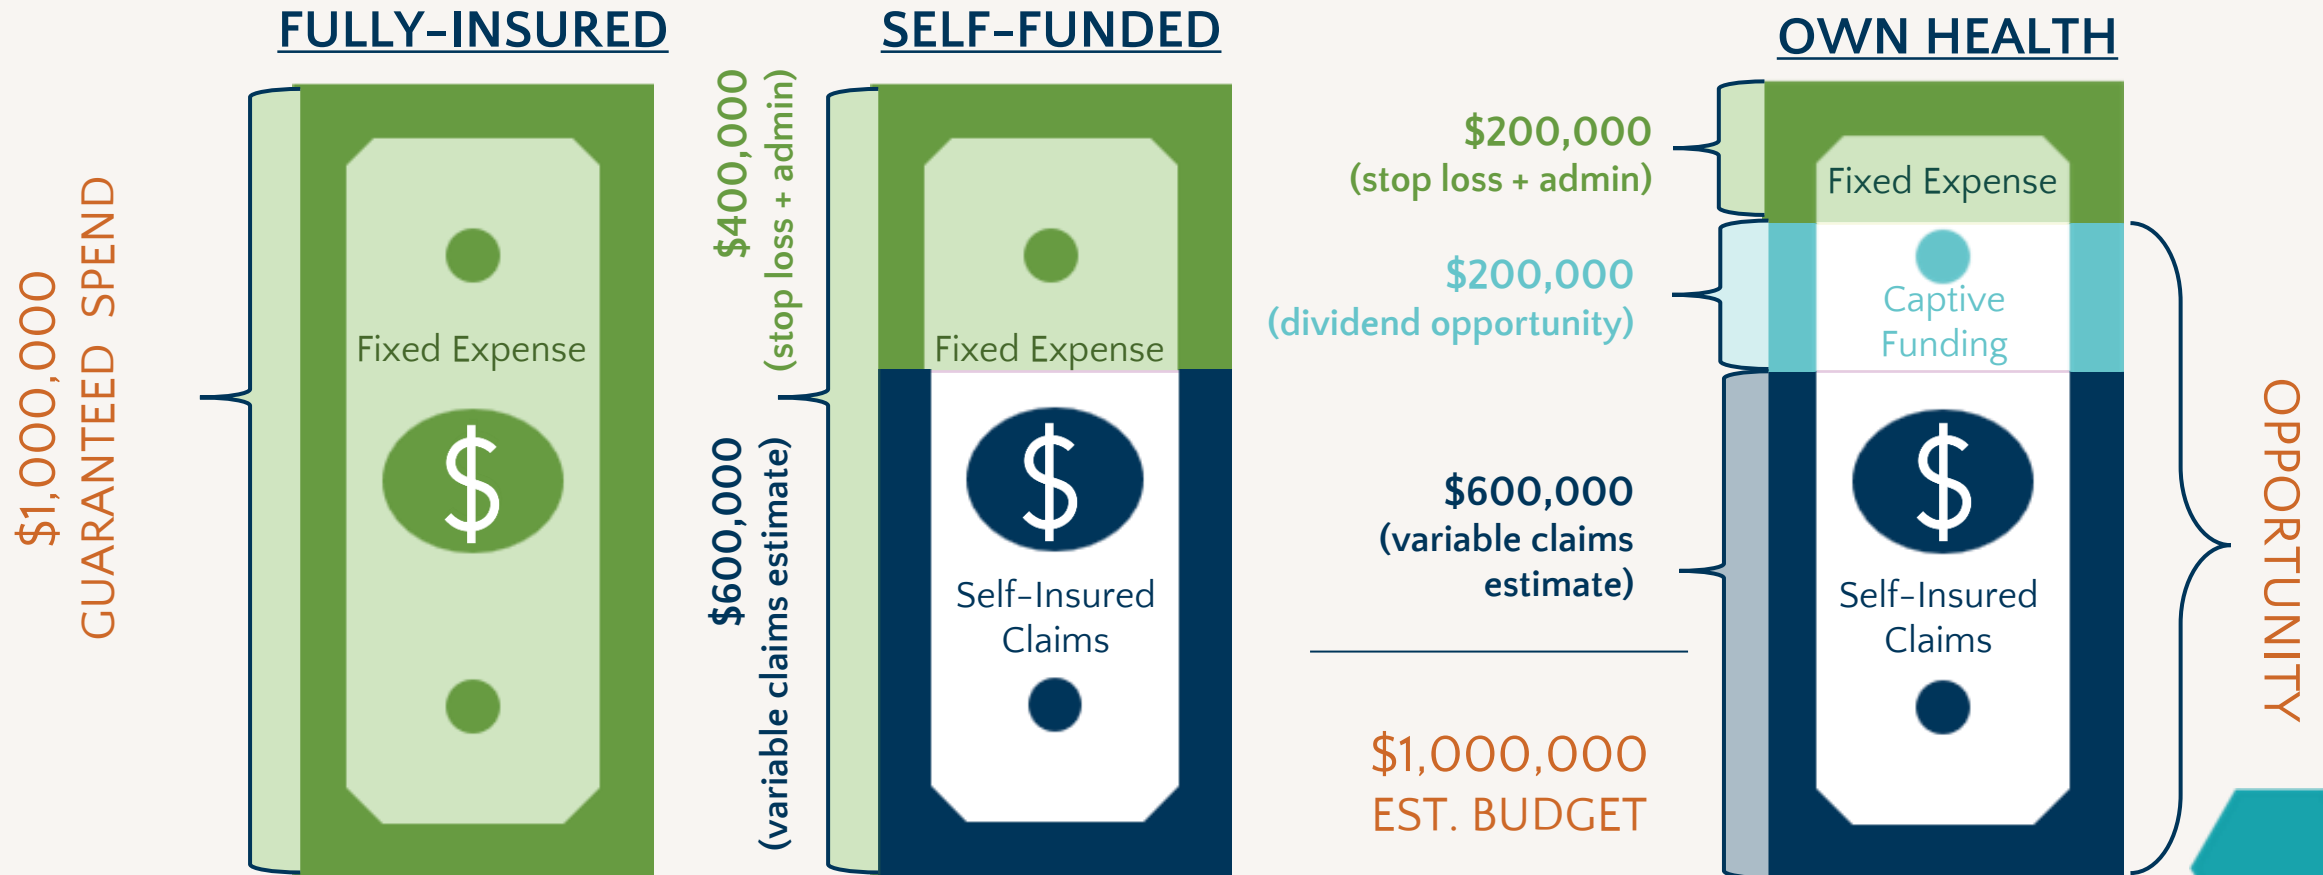 FULLY-INSURED
$1,000,000
GUARANTEED SPEND
Fixed Expense
$
SELF-FUNDED
$400,000
(stop loss + admin)
$600,000
(variable claims estimate)
Fixed Expense
$
Self-Insured
Claims
OWN HEALTH
$200,000
(stop loss + admin)
$200,000
(dividend opportunity)
$600,000
(variable claims
estimate)
$1,000,000
EST. BUDGET
Fixed Expense
Captive
Funding
$
Self-Insured
Claims
OPPORTUNITY